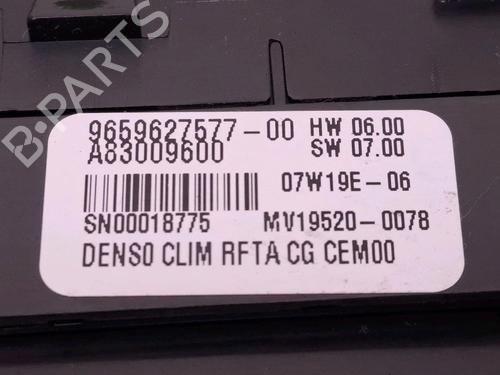 9659627577-00 HW 06.00
A83009600 SW 07.00
07W19E-06
SN00018775 MV19520-0078
DENSO CLIM RFTA CG CEM00
B-PARTS